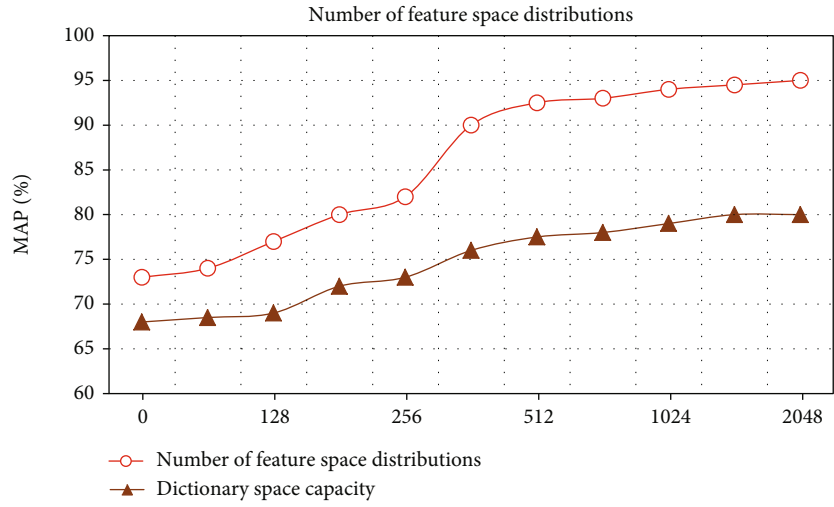 Number of feature space distributions
100
95
90
85
80
75
70
65
60
MAP (%)
0 128 256 512 1024 2048
Number of feature space distributions
Dictionary space capacity